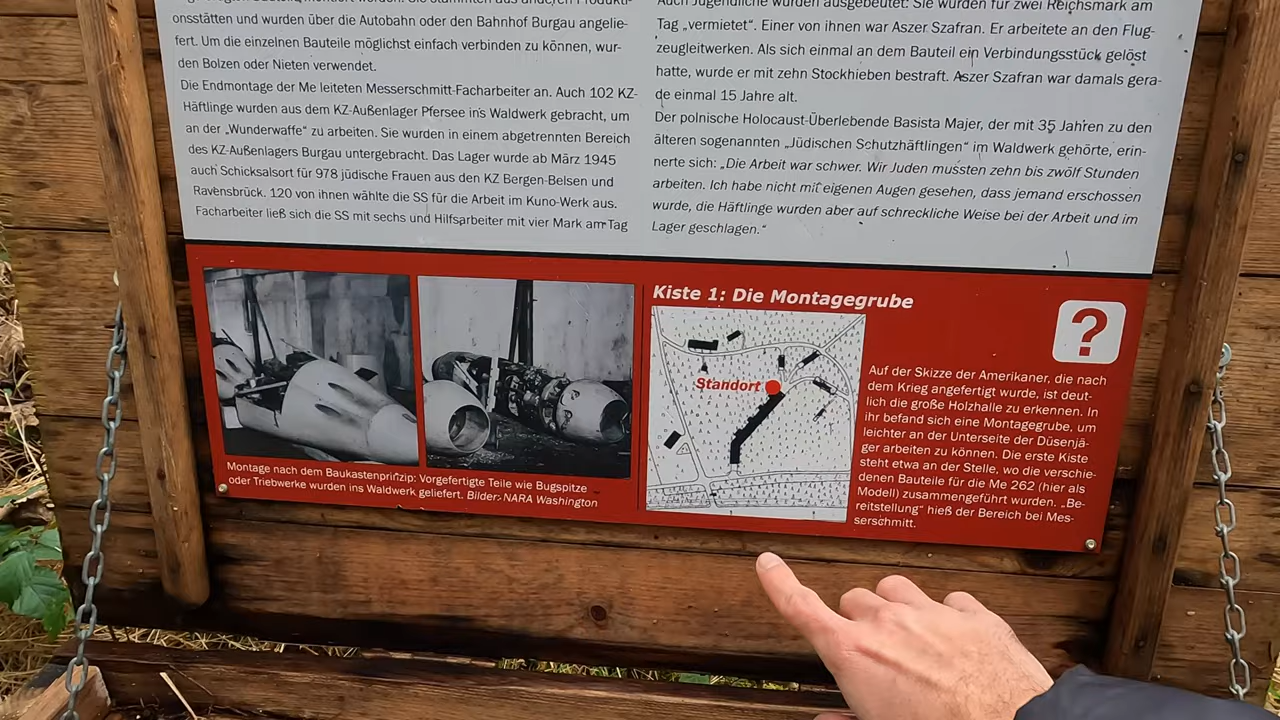 onsstätten und wurden über die Autobahn oder den Bahnhof Burgau angelie-
fert. Um die einzelnen Bauteile möglichst einfach verbinden zu können, wur-
den Bolzen oder Nieten verwendet.
Die Endmontage der Me leiteten Messerschmitt-Facharbeiter an. Auch 102 KZ-
Häftlinge wurden aus dem KZ-Außenlager Pfersee ins Waldwerk gebracht, um
an der „Wunderwaffe“ zu arbeiten. Sie wurden in einem abgetrennten Bereich
des KZ-Außenlagers Burgau untergebracht. Das Lager wurde ab März 1945
auch Schicksalsort für 978 jüdische Frauen aus den KZ Bergen-Belsen und
Ravensbrück. 120 von ihnen wählte die SS für die Arbeit im Kuno-Werk aus.
Facharbeiter ließ sich die SS mit sechs und Hilfsarbeiter mit vier Mark am Tag
Auch Jugendliche wurden ausgebeutet: Sie wurden für zwei Reichsmark am
Tag „vermietet“. Einer von ihnen war Aszer Szafran. Er arbeitete an den Flug-
zeugleitwerken. Als sich einmal an dem Bauteil ein Verbindungsstück gelöst
hatte, wurde er mit zehn Stockhieben bestraft. Aszer Szafran war damals gera-
de einmal 15 Jahre alt.
Der polnische Holocaust-Überlebende Basista Majer, der mit 35 Jahren zu den
älteren sogenannten „Jüdischen Schutzhäftlingen“ im Waldwerk gehörte, erin-
nerte sich: „Die Arbeit war schwer. Wir Juden mussten zehn bis zwölf Stunden
arbeiten. Ich habe nicht mit eigenen Augen gesehen, dass jemand erschossen
wurde, die Häftlinge wurden aber auf schreckliche Weise bei der Arbeit und im
Lager geschlagen.“
Montage nach dem Baukastenprinzip: Vorgefertigte Teile wie Bugspitze
oder Triebwerke wurden ins Waldwerk geliefert. Bilder: NARA Washington
Kiste 1: Die Montagegrube
Standort
?
Auf der Skizze der Amerikaner, die nach
dem Krieg angefertigt wurde, ist deut-
lich die große Holzhalle zu erkennen. In
ihr befand sich eine Montagegrube, um
leichter an der Unterseite der Düsenjä-
ger arbeiten zu können. Die erste Kiste
steht etwa an der Stelle, wo die verschie-
denen Bauteile für die Me 262 (hier als
Modell) zusammengeführt wurden. „Be-
reitstellung“ hieß der Bereich bei Mes-
serschmitt.